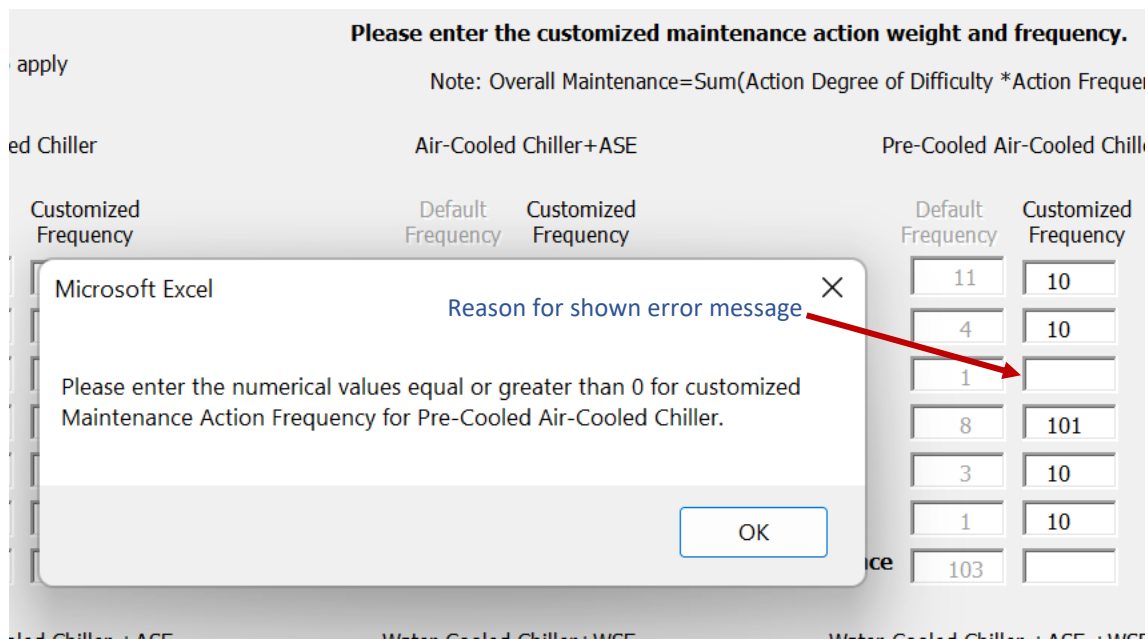 Please enter the customized maintenance action weight and frequency.
apply
Note: Overall Maintenance=Sum(Action Degree of Difficulty *Action Freque
ed Chiller
Air-Cooled Chiller+ASE
Pre-Cooled Air-Cooled Chill
Customized Frequency
Default Frequency
Customized Frequency
Default Frequency
Customized Frequency
Microsoft Excel
Reason for shown error message
Please enter the numerical values equal or greater than 0 for customized
Maintenance Action Frequency for Pre-Cooled Air-Cooled Chiller.
OK
11 10
4 10
1
8 101
3 10
1 10
ce 103
Chiller+WSE